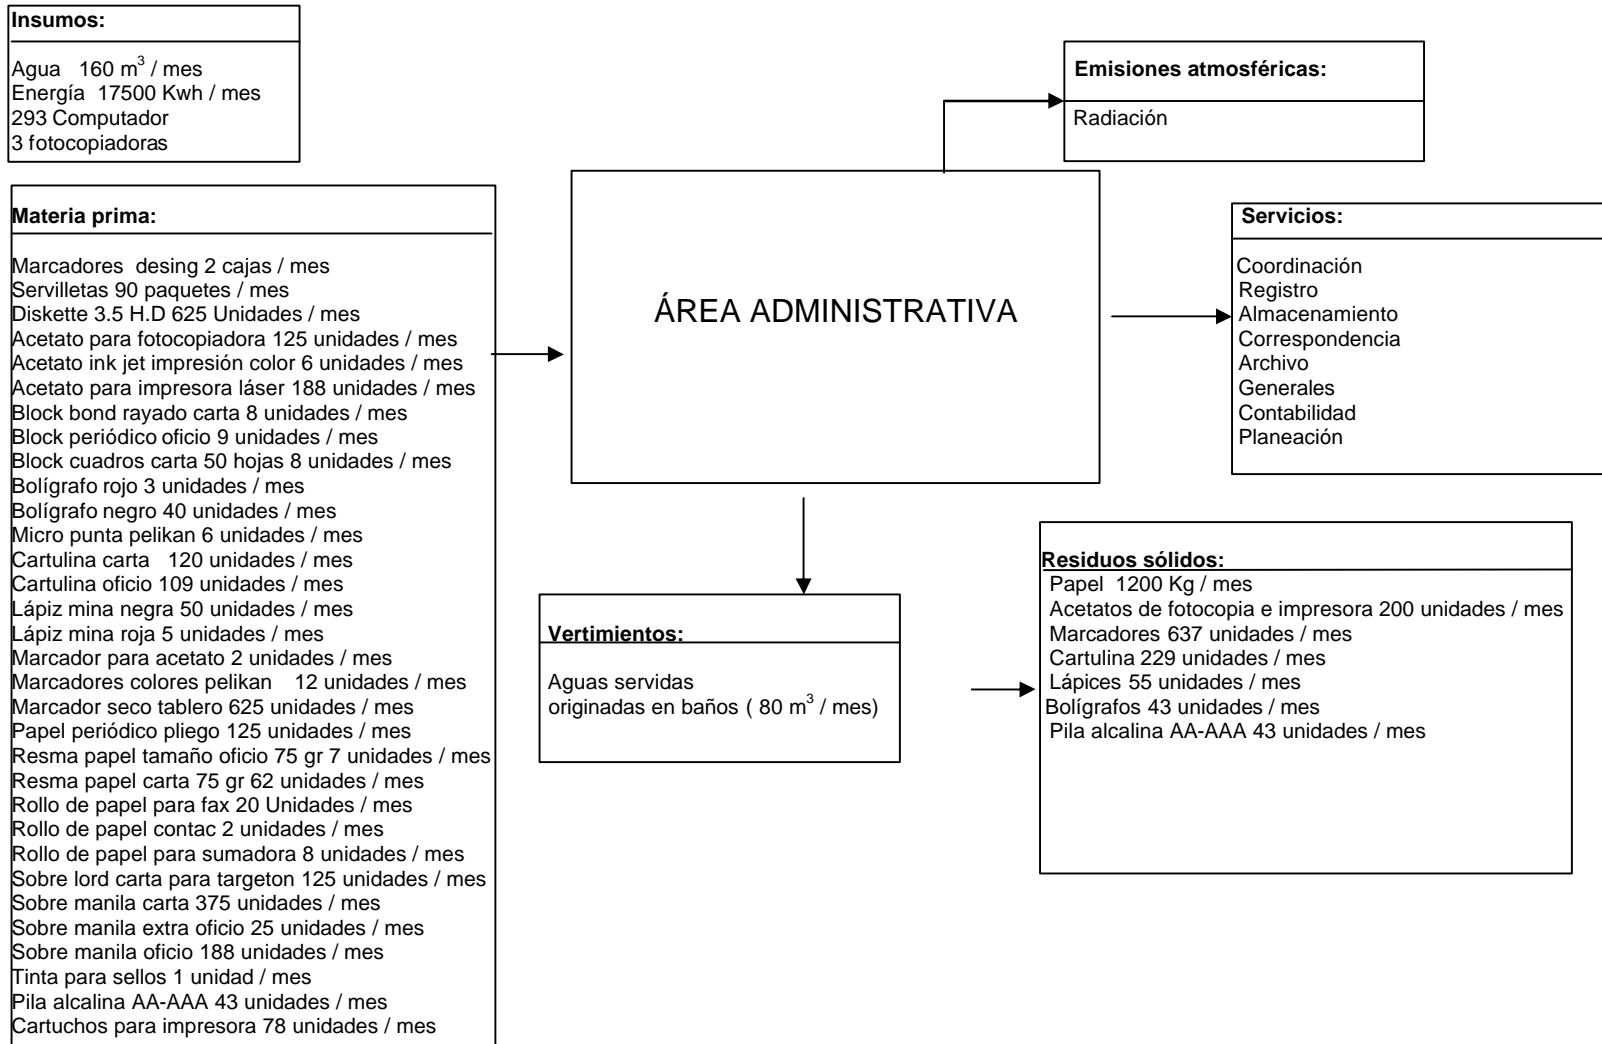 Insumos:
Agua 160 m³ / mes
Energía 17500 Kwh / mes
293 Computador
3 fotocopiadoras
Materia prima:
Marcadores desing 2 cajas / mes
Servilletas 90 paquetes / mes
Diskette 3.5 H.D 625 Unidades / mes
Acetato para fotocopiadora 125 unidades / mes
Acetato ink jet impresión color 6 unidades / mes
Acetato para impresora láser 188 unidades / mes
Block bond rayado carta 8 unidades / mes
Block periódico oficio 9 unidades / mes
Block cuadros carta 50 hojas 8 unidades / mes
Bolígrafo rojo 3 unidades / mes
Bolígrafo negro 40 unidades / mes
Micro punta pelikan 6 unidades / mes
Cartulina carta 120 unidades / mes
Cartulina oficio 109 unidades / mes
Lápiz mina negra 50 unidades / mes
Lápiz mina roja 5 unidades / mes
Marcador para acetato 2 unidades / mes
Marcadores colores pelikan 12 unidades / mes
Marcador seco tablero 625 unidades / mes
Papel periódico pliego 125 unidades / mes
Resma papel tamaño oficio 75 gr 7 unidades / mes
Resma papel carta 75 gr 62 unidades / mes
Rollo de papel para fax 20 Unidades / mes
Rollo de papel contac 2 unidades / mes
Rollo de papel para sumadora 8 unidades / mes
Sobre lord carta para targeton 125 unidades / mes
Sobre manila carta 375 unidades / mes
Sobre manila extra oficio 25 unidades / mes
Sobre manila oficio 188 unidades / mes
Tinta para sellos 1 unidad / mes
Pila alcalina AA-AAA 43 unidades / mes
Cartuchos para impresora 78 unidades / mes
ÁREA ADMINISTRATIVA
Emisiones atmosféricas:
Radiación
Servicios:
Coordinación
Registro
Almacenamiento
Correspondencia
Archivo
Generales
Contabilidad
Planeación
Vertimientos:
Aguas servidas
originadas en baños ( 80 m³ / mes)
Residuos sólidos:
Papel 1200 Kg / mes
Acetatos de fotocopia e impresora 200 unidades / mes
Marcadores 637 unidades / mes
Cartulina 229 unidades / mes
Lápices 55 unidades / mes
Bolígrafos 43 unidades / mes
Pila alcalina AA-AAA 43 unidades / mes